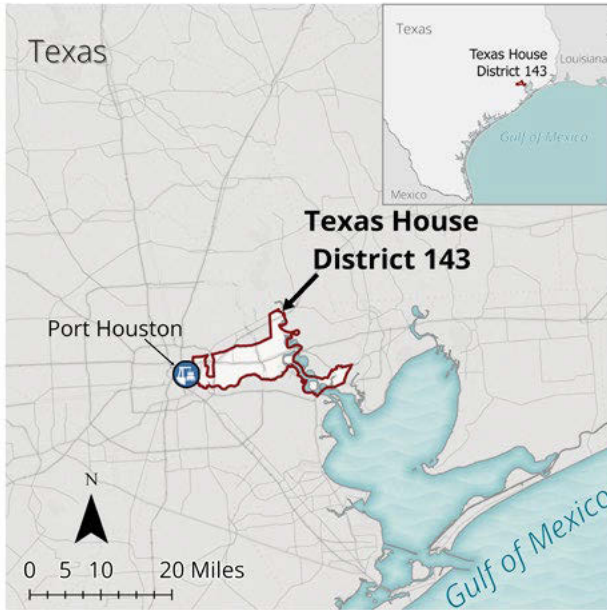 Texas
Texas
Texas House
District 143
Louisiana
Gulf of Mexico
Mexico
Texas House
District 143
Port Houston
N
0 5 10 20 Miles
Gulf of Mexico